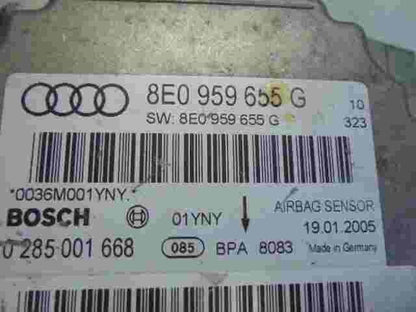 8E0 959 655 G
10
SW: 8E0 959 655 G
323
*0036M001YNY.*
BOSCH
01YNY
AIRBAG SENSOR
19.01.2005
0 285 001 668
085
BPA 8083
Made in Germany